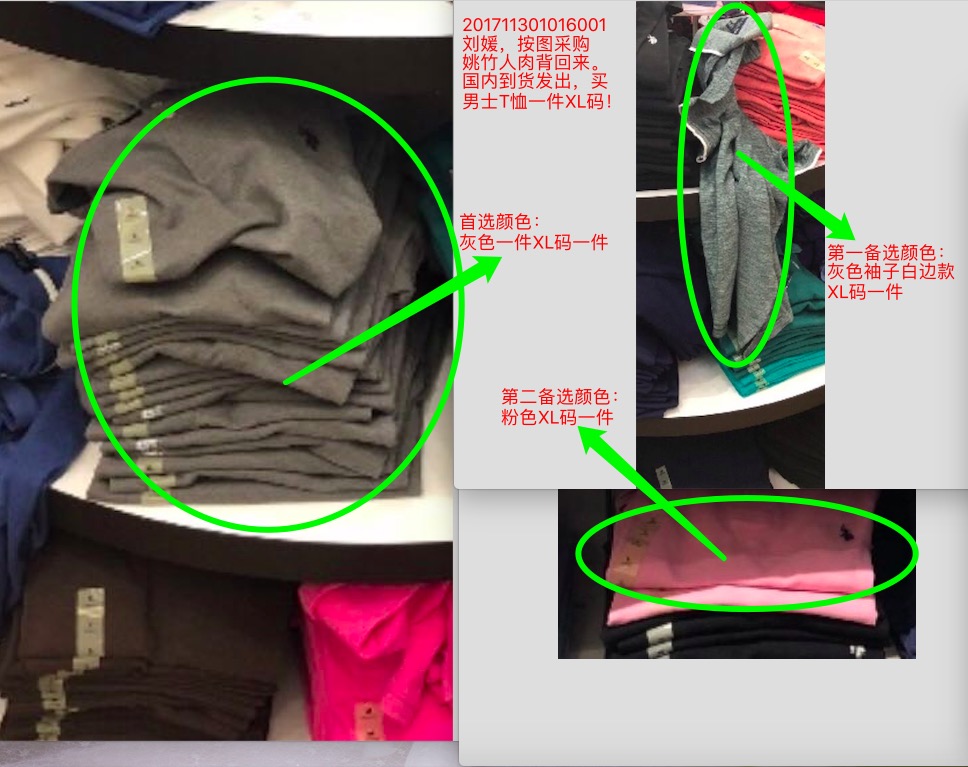 201711301016001
刘媛，按图采购
姚竹人肉背回来。
国内到货发出，买
男士T恤一件XL码！
首选颜色：
灰色一件XL码一件
第一备选颜色：
灰色袖子白边款
XL码一件
第二备选颜色：
粉色XL码一件